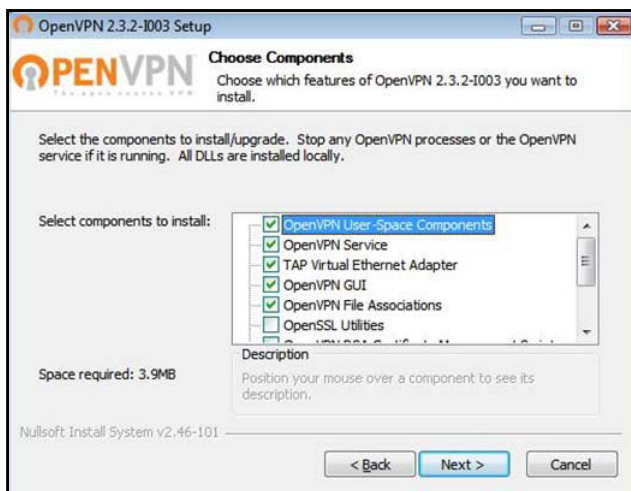 OpenVPN 2.3.2-I003 Setup
OPENVPN
The open source VPN
Choose Components
Choose which features of OpenVPN 2.3.2-I003 you want to
install.
Select the components to install/upgrade. Stop any OpenVPN processes or the OpenVPN
service if it is running. All DLLs are installed locally.
Select components to install:
OpenVPN User-Space Components
OpenVPN Service
TAP Virtual Ethernet Adapter
OpenVPN GUI
OpenVPN File Associations
OpenSSL Utilities
Space required: 3.9MB
Description
Position your mouse over a component to see its
description.
Nullsoft Install System v2.46-101
< Back
Next >
Cancel